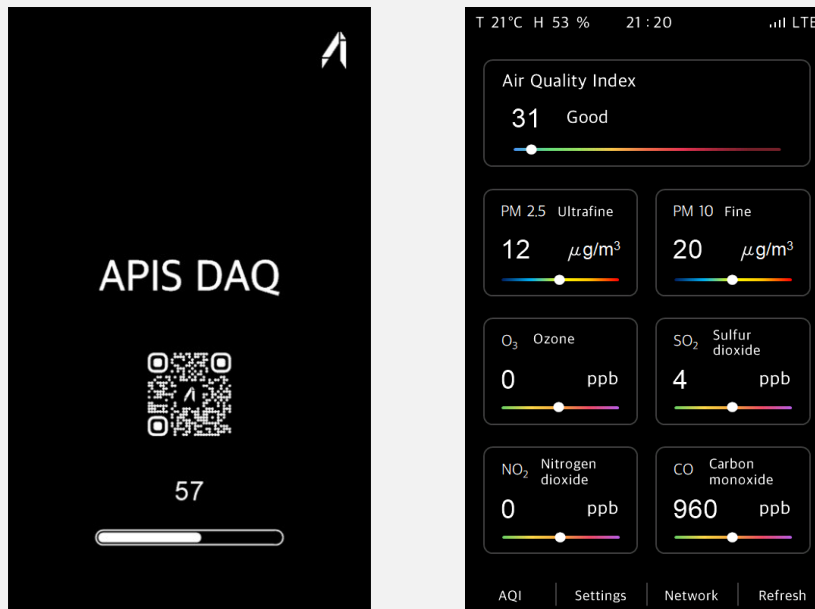 APIS DAQ
57
T 21°C H 53 % 21:20 LTE
Air Quality Index
31 Good
PM 2.5 Ultrafine
12 μg/m³
PM 10 Fine
20 μg/m³
O₃ Ozone
0 ppb
SO₂ Sulfur
dioxide
4 ppb
NO₂ Nitrogen
dioxide
0 ppb
CO Carbon
monoxide
960 ppb
AQI Settings Network Refresh